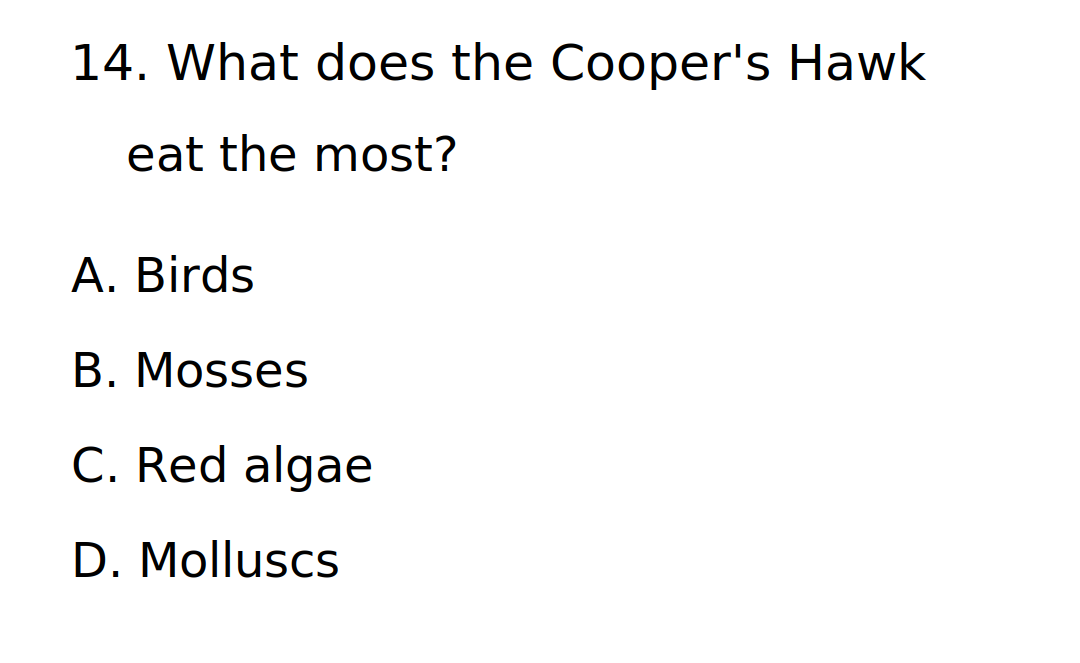 14. What does the Cooper's Hawk
eat the most?
A. Birds
B. Mosses
C. Red algae
D. Molluscs